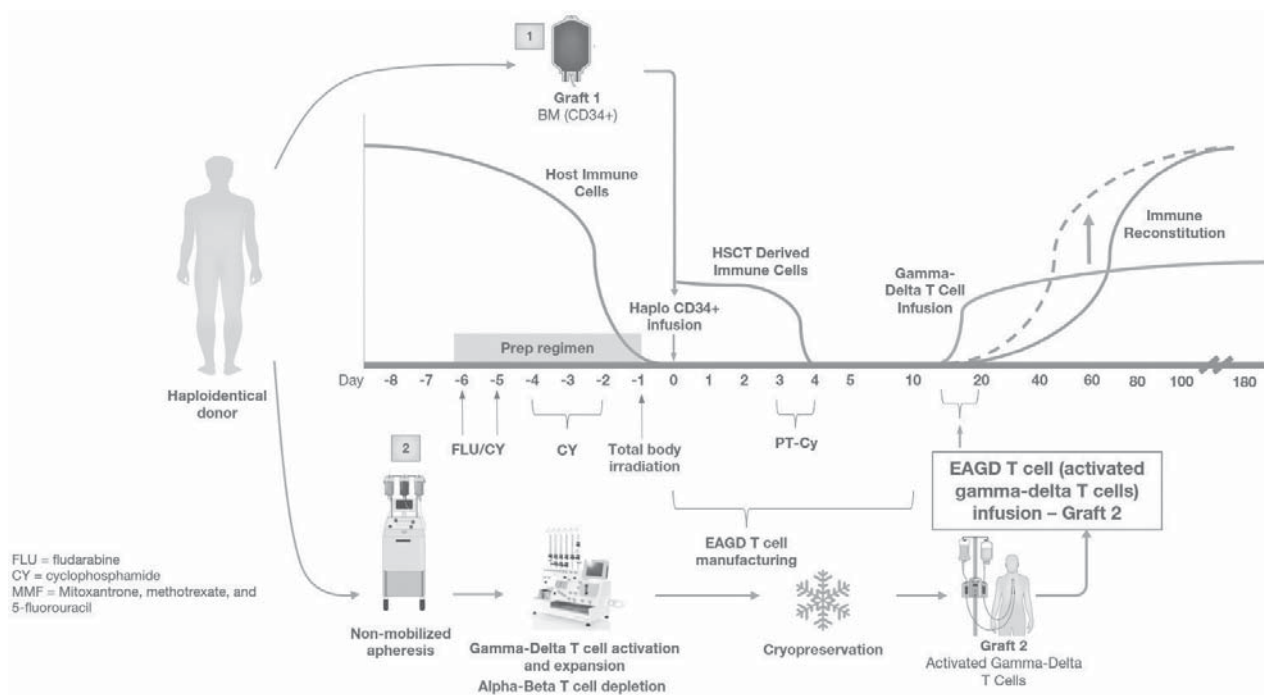 1
Graft 1
BM (CD34+)
Host Immune
Cells
HSCT Derived
Immune Cells
Haplo CD34+
infusion
Gamma-
Delta T Cell
Infusion
Immune
Reconstitution
Prep regimen
Haploidentical
donor
Day -8 -7 -6 -5 -4 -3 -2 -1 0 1 2 3 4 5 10 20 40 60 80 100 180
FLU/CY
CY
Total body
irradiation
PT-Cy
2
EAGD T cell (activated
gamma-delta T cells)
infusion – Graft 2
EAGD T cell
manufacturing
FLU = fludarabine
CY = cyclophosphamide
MMF = Mitoxantrone, methotrexate, and
5-fluorouracil
Non-mobilized
apheresis
Gamma-Delta T cell activation
and expansion
Alpha-Beta T cell depletion
Cryopreservation
Graft 2
Activated Gamma-Delta
T Cells